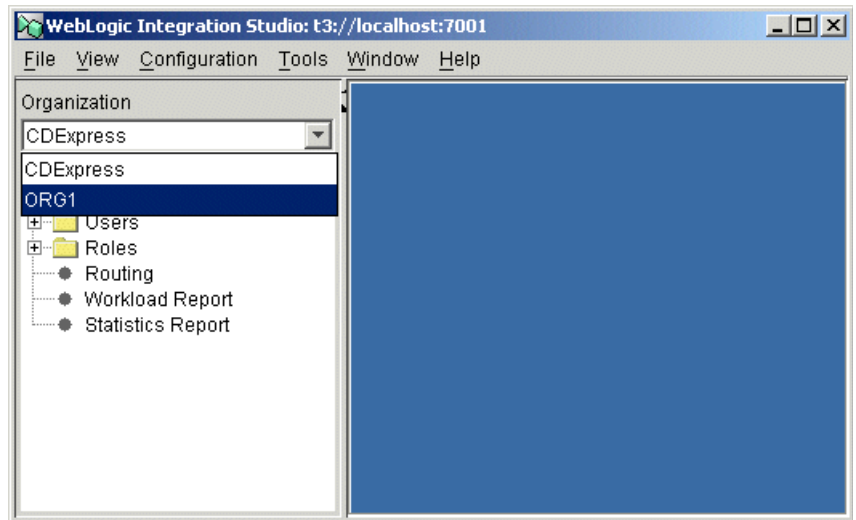 WebLogic Integration Studio: t3://localhost:7001
File View Configuration Tools Window Help
Organization
CDExpress
CDExpress
ORG1
Users
Roles
Routing
Workload Report
Statistics Report